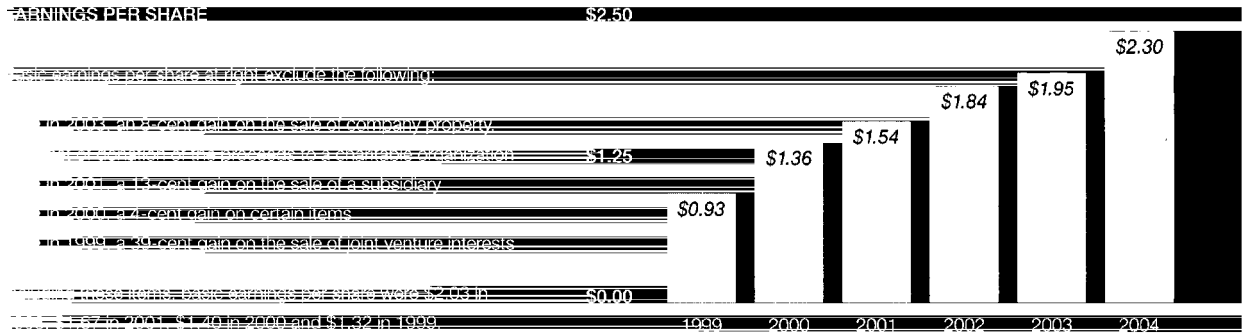 EARNINGS PER SHARE
$2.50
$2.30
Basic earnings per share at right exclude the following:
$1.95
$1.84
in 2003, an 8-cent gain on the sale of company property,
$1.54
to a charitable organization
$1.25
$1.36
in 2001, a 13-cent gain on the sale of a subsidiary
in 2000, a 4-cent gain on certain items
$0.93
in 1999, a 39-cent gain on the sale of joint venture interests
these items, basic earnings per share were $2.03 in
$0.00
$1.67 in 2001, $1.40 in 2000 and $1.32 in 1999.
1999 2000 2001 2002 2003 2004